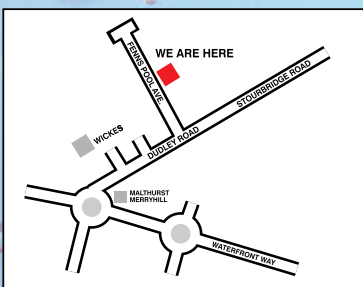 WE ARE HERE
FENNS POOL AVE
STOURBRIDGE ROAD
WICKES
DUDLEY ROAD
MALTHURST
MERRYHILL
WATERFRONT WAY